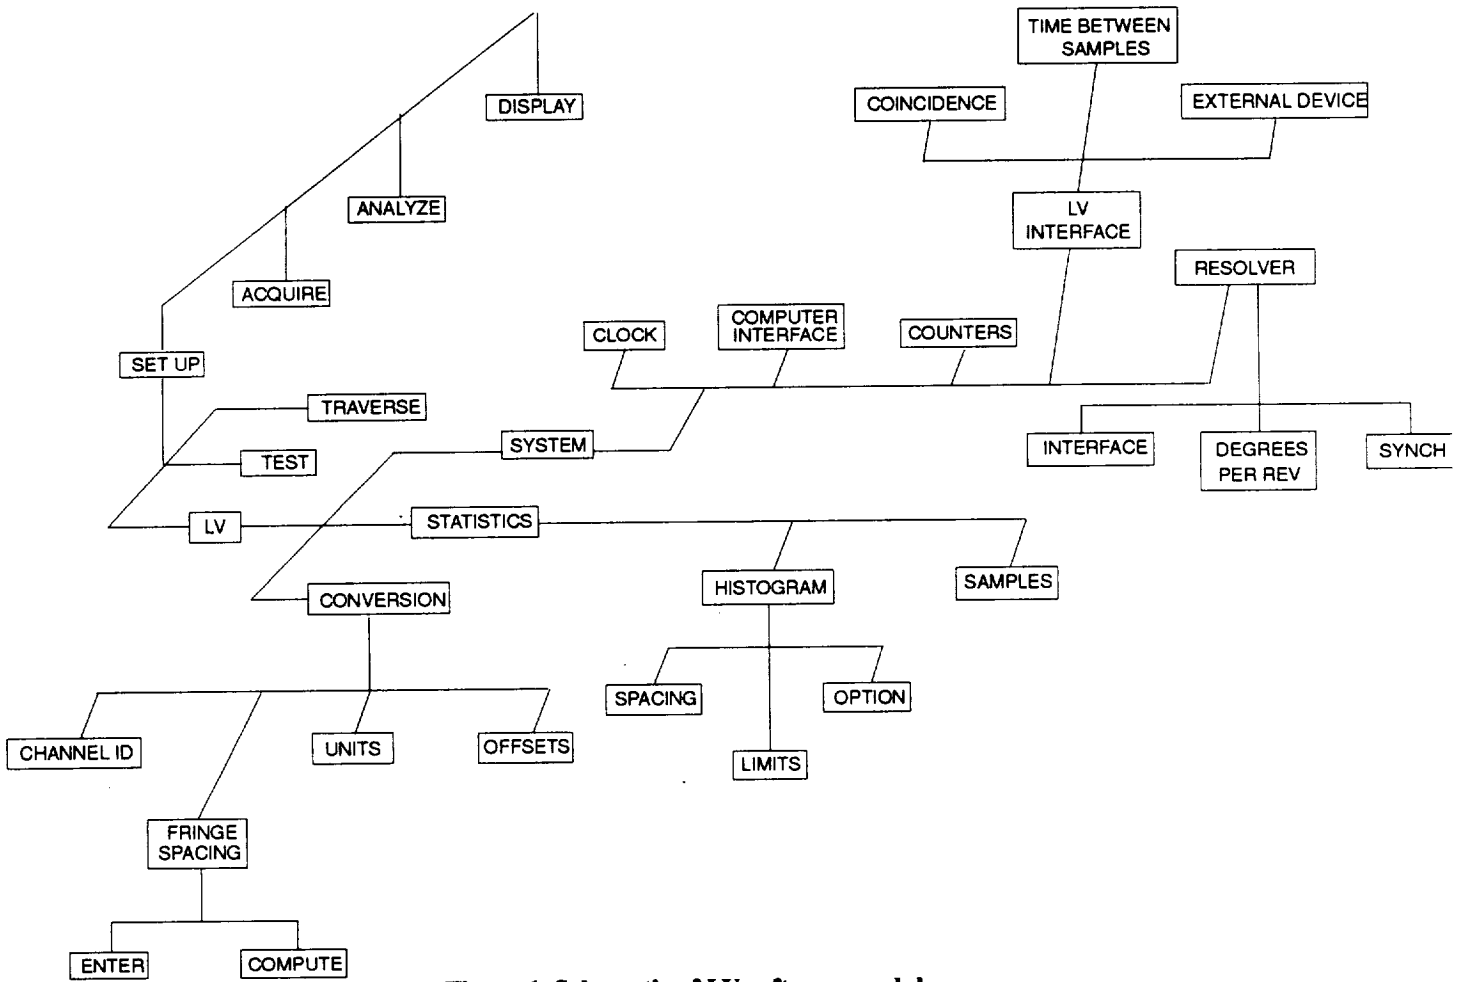 TIME BETWEEN
SAMPLES
COINCIDENCE
EXTERNAL DEVICE
DISPLAY
ANALYZE
LV
INTERFACE
RESOLVER
ACQUIRE
CLOCK
COMPUTER
INTERFACE
COUNTERS
SET UP
TRAVERSE
SYSTEM
INTERFACE
DEGREES
PER REV
SYNCH
TEST
LV
STATISTICS
CONVERSION
HISTOGRAM
SAMPLES
SPACING
OPTION
LIMITS
CHANNEL ID
UNITS
OFFSETS
FRINGE
SPACING
ENTER
COMPUTE